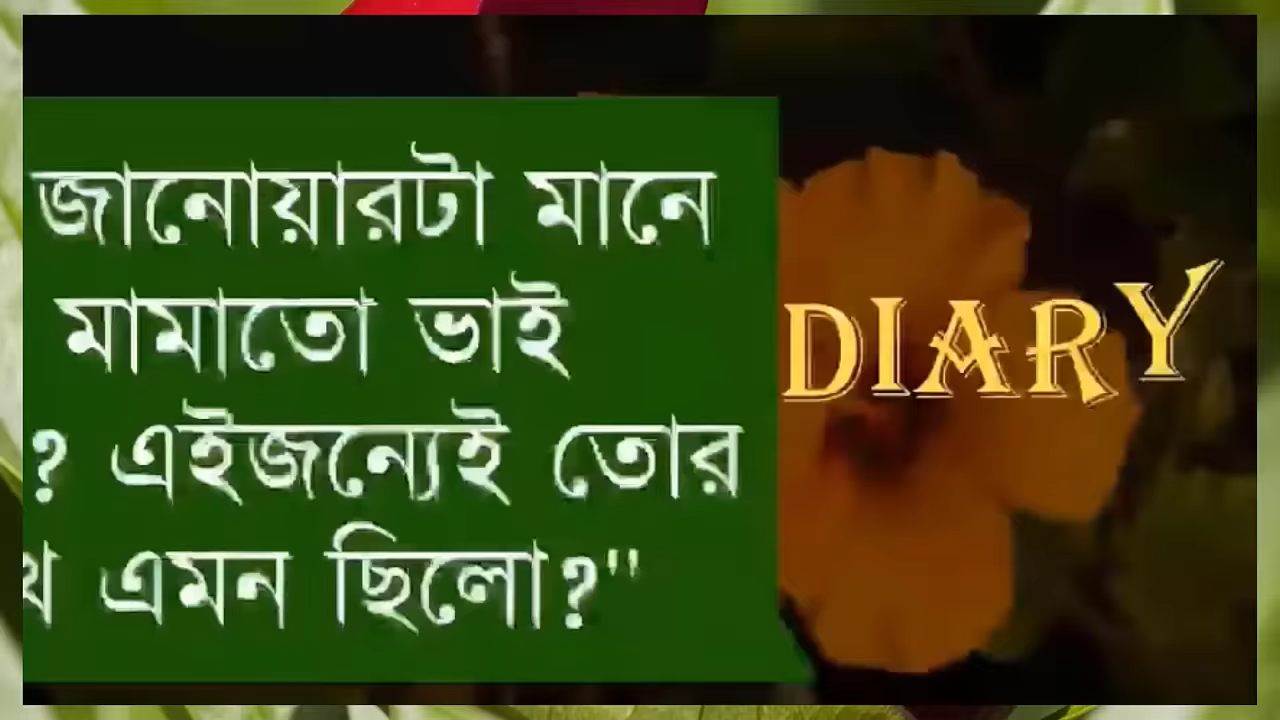 জানোয়ারটা মানে
মামাতো ভাই
? এইজন্যেই তোর
এমন ছিলো?"
DIARY